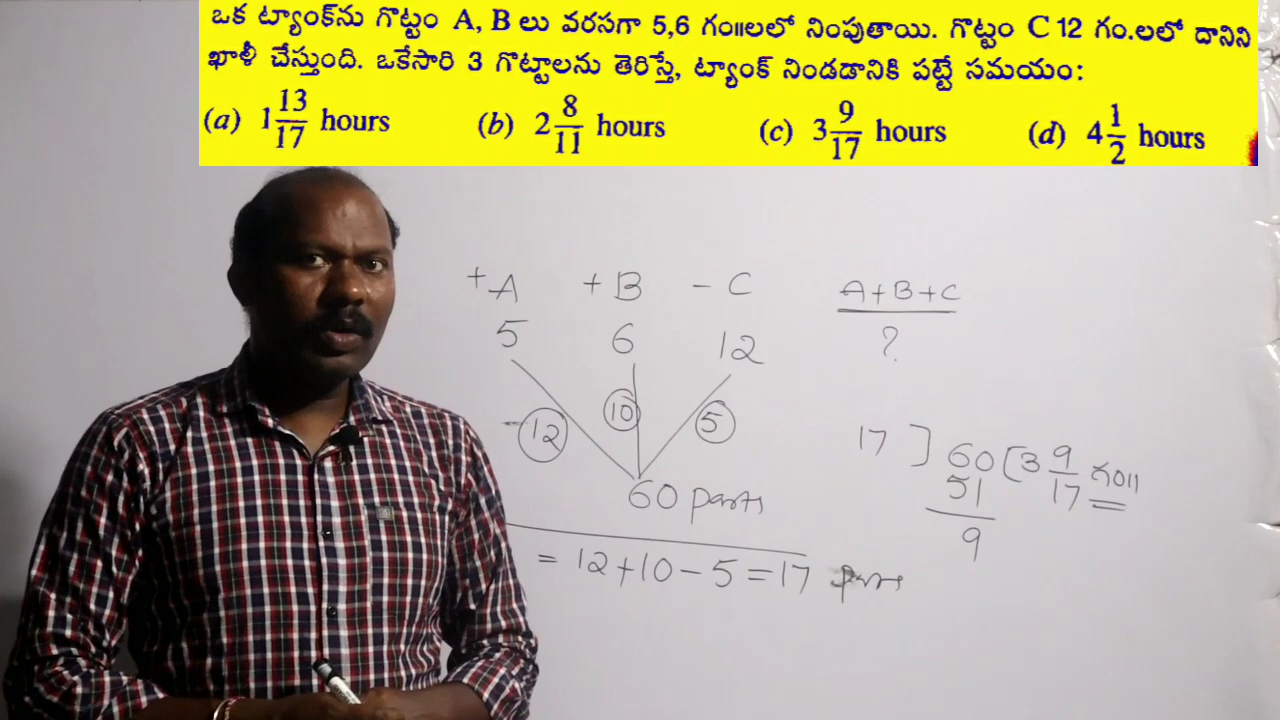 ఒక ట్యాంక్‌ను గొట్టం A, B లు వరసగా 5,6 గం॥లలో నింపుతాయి. గొట్టం C 12 గం.లలో దానిని
ఖాళీ చేస్తుంది. ఒకేసారి 3 గొట్టాలను తెరిస్తే, ట్యాంక్ నిండడానికి పట్టే సమయం:
(a) 1 13/17 hours (b) 2 8/11 hours (c) 3 9/17 hours (d) 4 1/2 hours
+A +B - C A+B+C
5 6 12 ?
12 10 5
17 ] 60 [ 3 9/17 గం॥
60 parts 51
9
= 12+10-5=17 parts